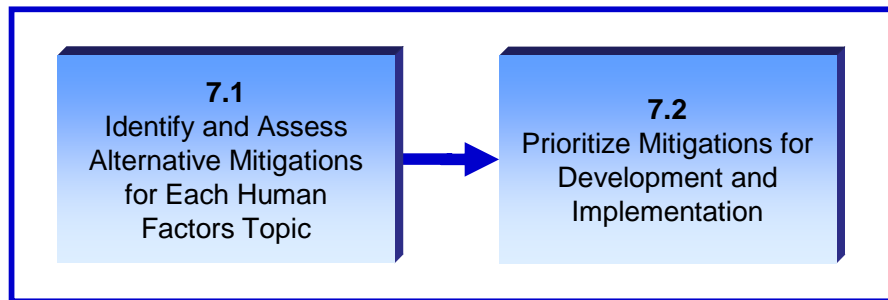 7.1
Identify and Assess
Alternative Mitigations
for Each Human
Factors Topic
7.2
Prioritize Mitigations for
Development and
Implementation